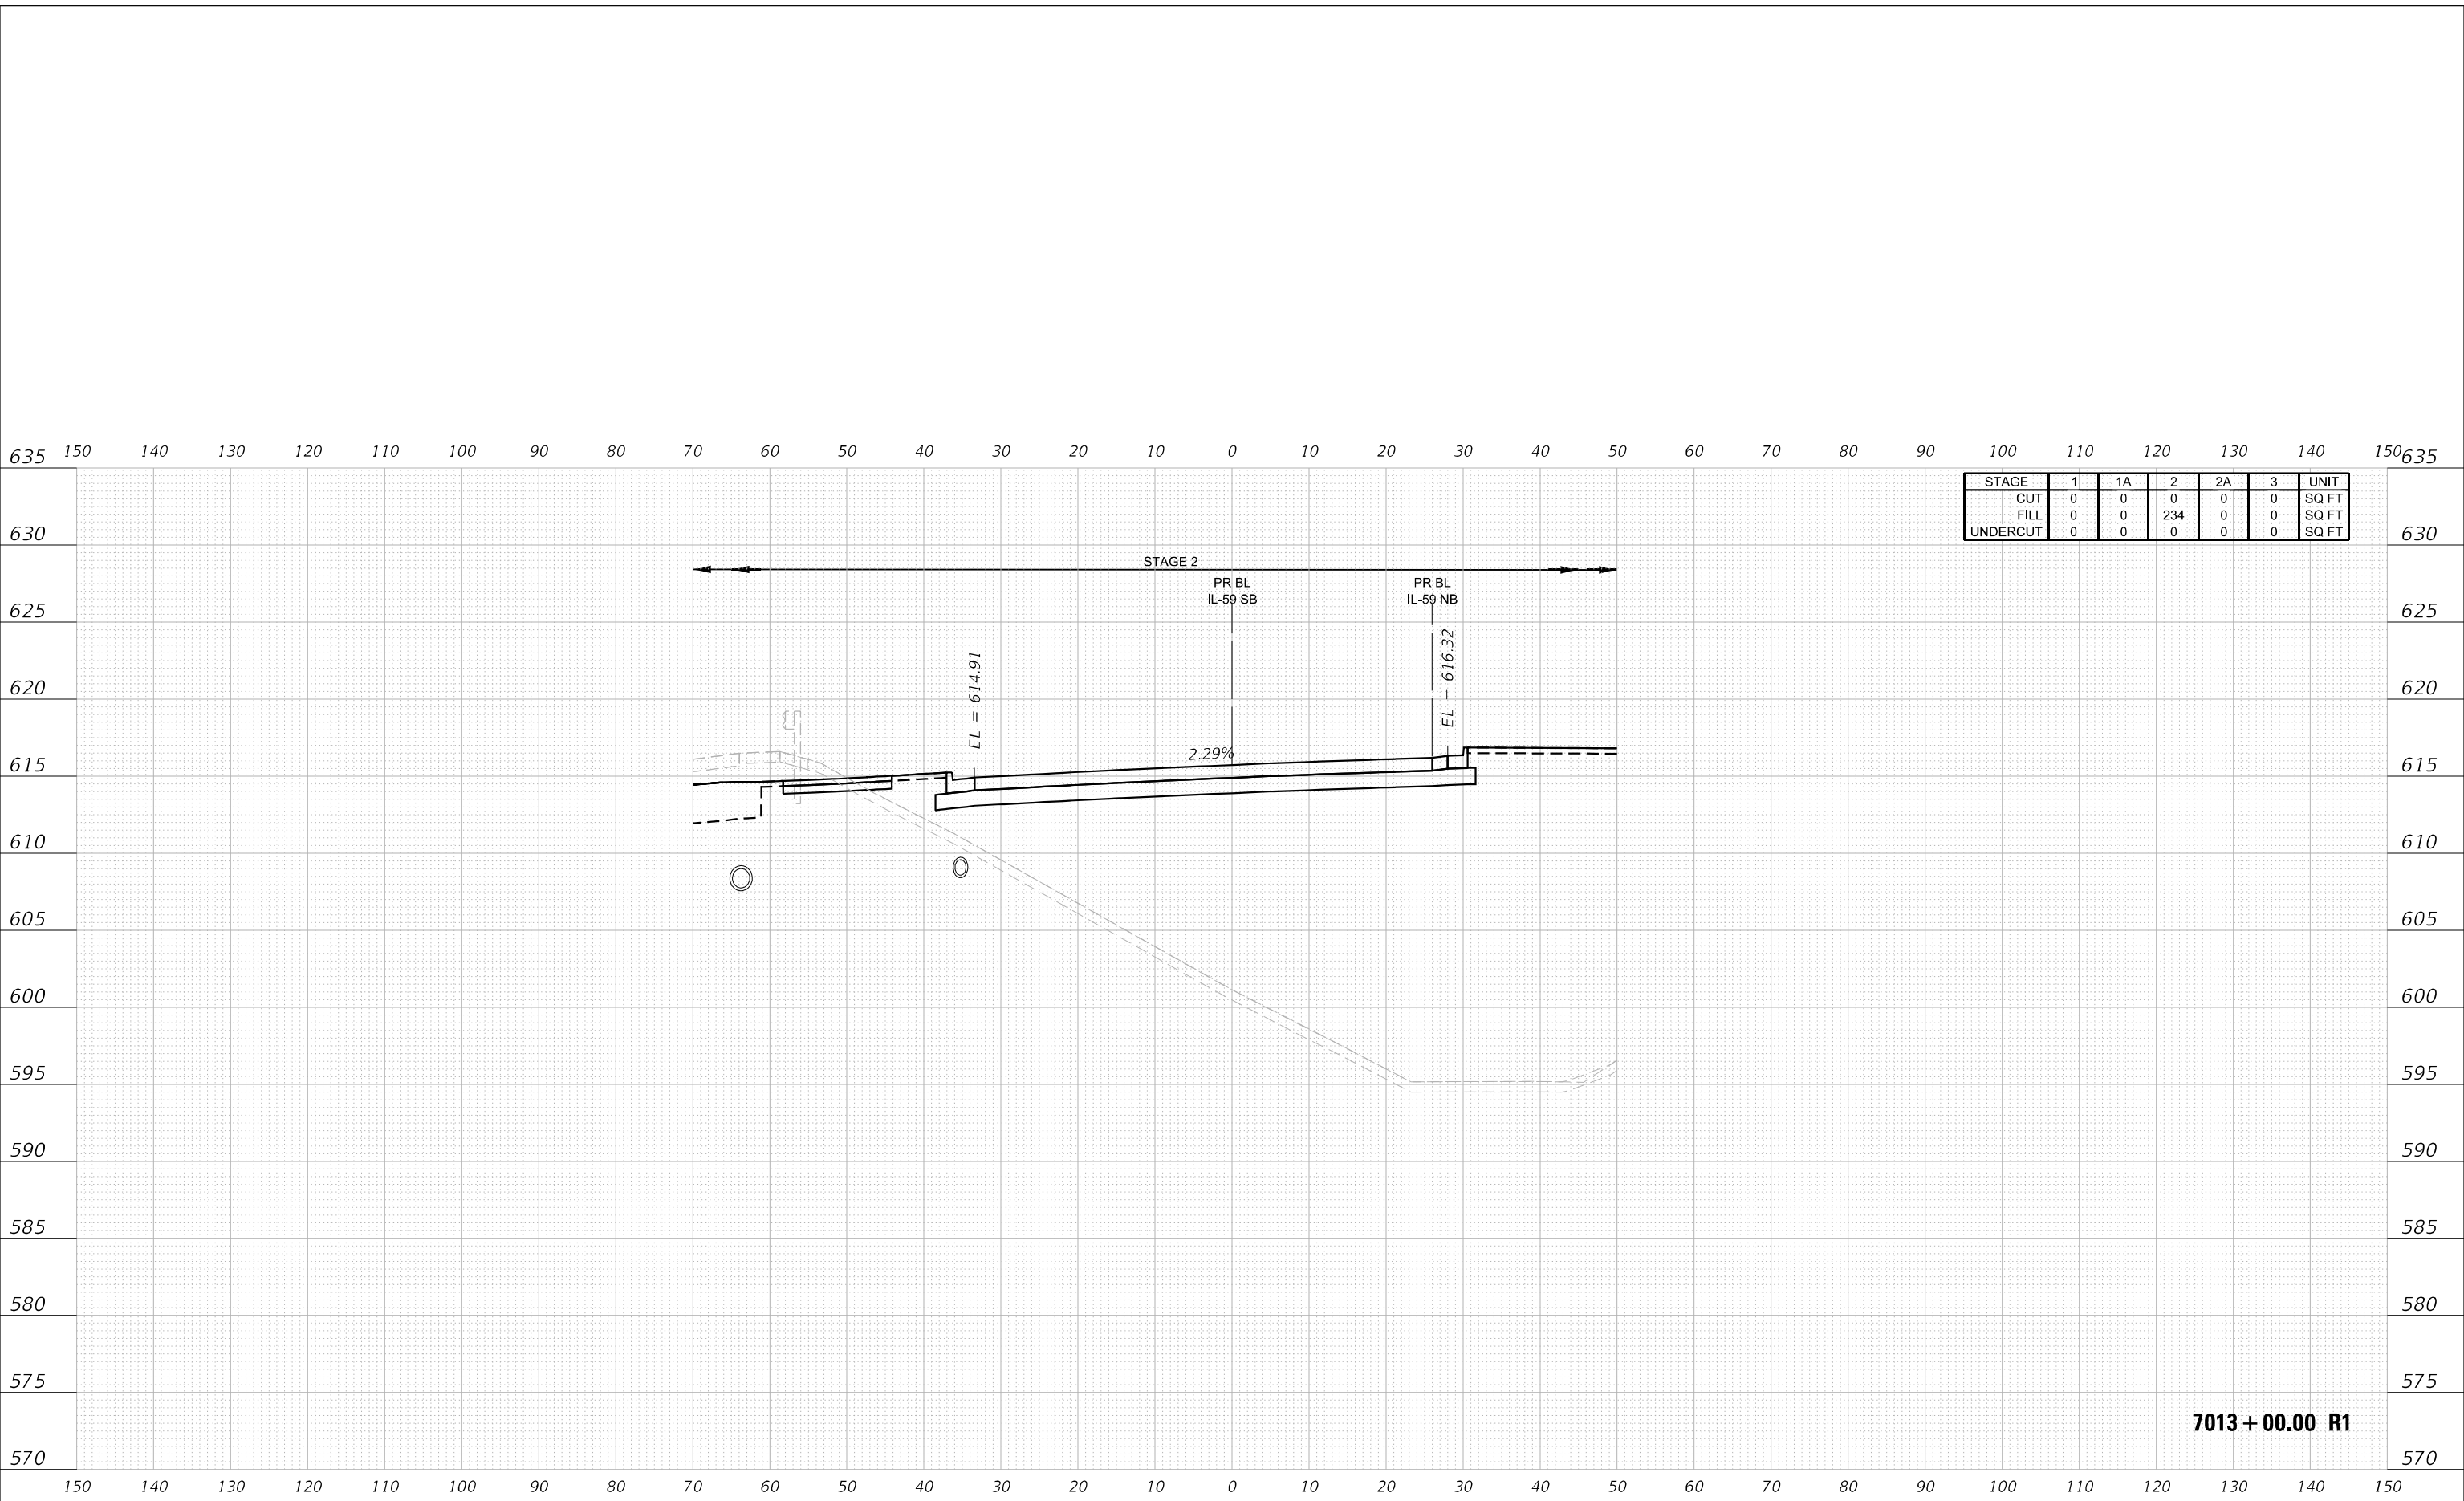 150 140 130 120 110 100 90 80 70 60 50 40 30 20 10 0 10 20 30 40 50 60 70 80 90 100 110 120 130 140 150
635 635
STAGE 1 1A 2 2A 3 UNIT
CUT 0 0 0 0 0 SQ FT
FILL 0 0 234 0 0 SQ FT
UNDERCUT 0 0 0 0 0 SQ FT
630 630
STAGE 2
PR BL
IL-59 SB
PR BL
IL-59 NB
625 625
EL = 614.91
EL = 616.32
620 620
2.29%
615 615
610 610
605 605
600 600
595 595
590 590
585 585
580 580
575 575
7013+00.00 R1
570 570
150 140 130 120 110 100 90 80 70 60 50 40 30 20 10 0 10 20 30 40 50 60 70 80 90 100 110 120 130 140 150